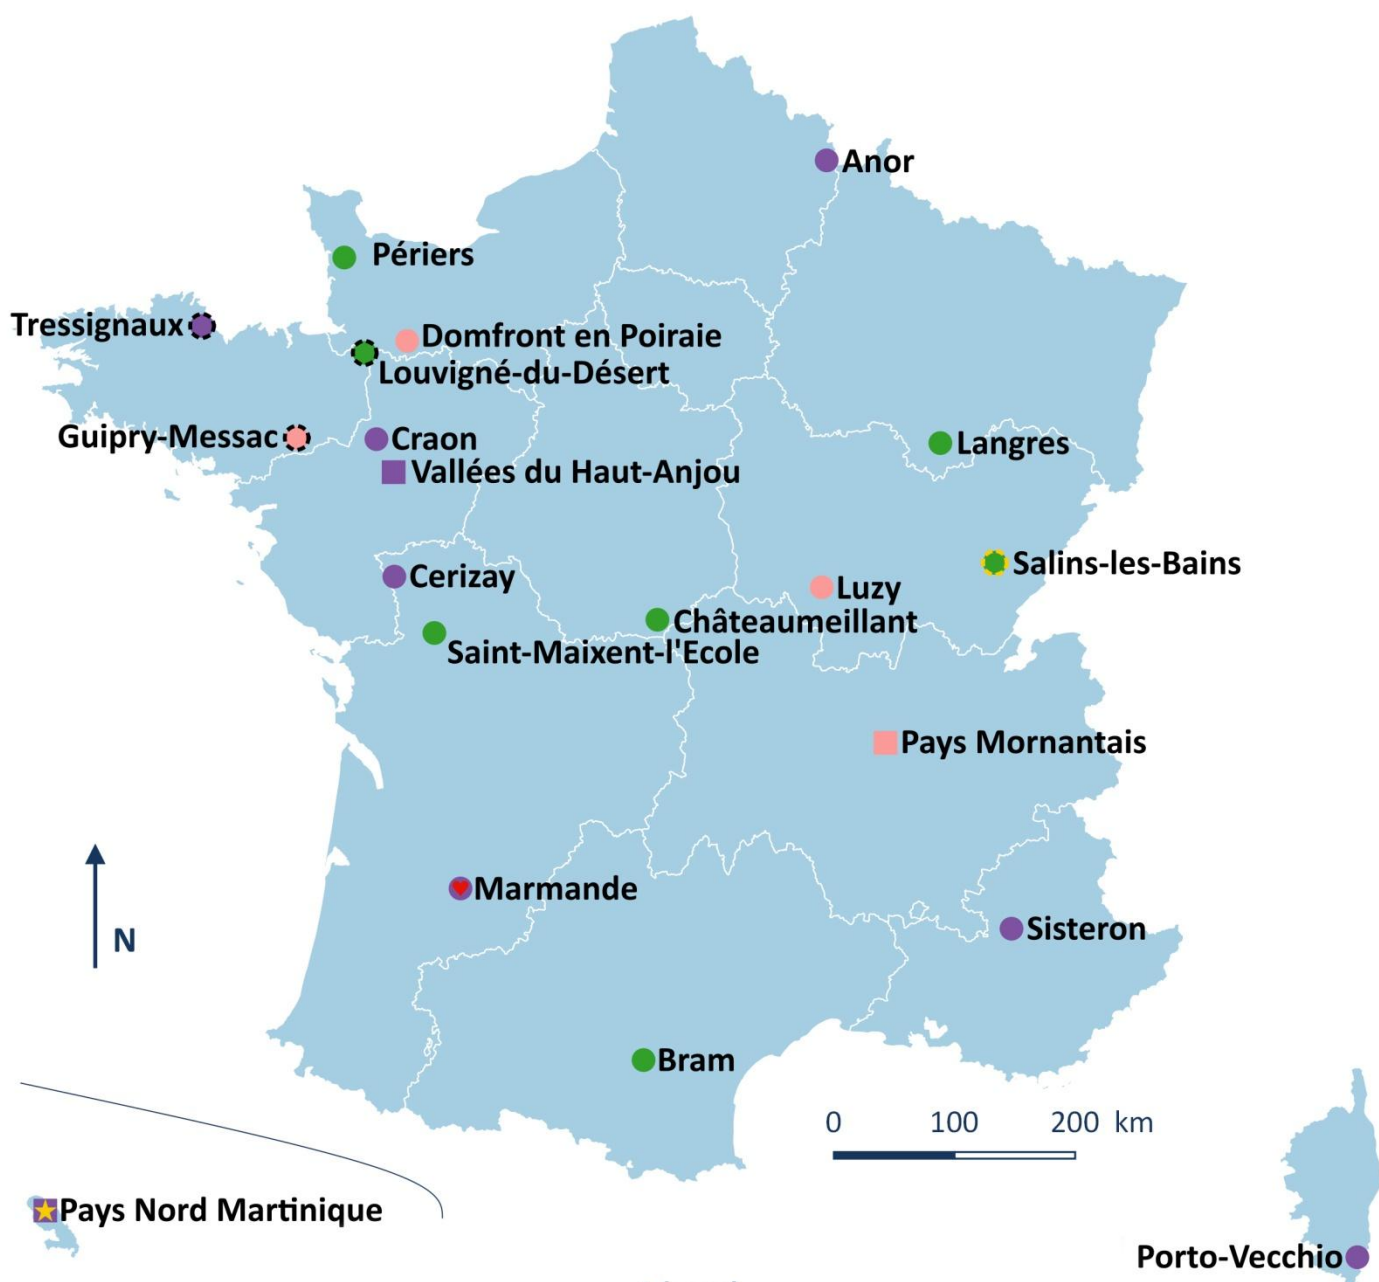 Anor
Périers
Tressignaux
Domfront en Poiraie
Louvigné-du-Désert
Guipry-Messac
Craon
Langres
Vallées du Haut-Anjou
Salins-les-Bains
Cerizay
Luzy
Châteaumeillant
Saint-Maixent-l'Ecole
Pays Mornantais
Marmande
Sisteron
N
Bram
0 100 200 km
Pays Nord Martinique
Porto-Vecchio